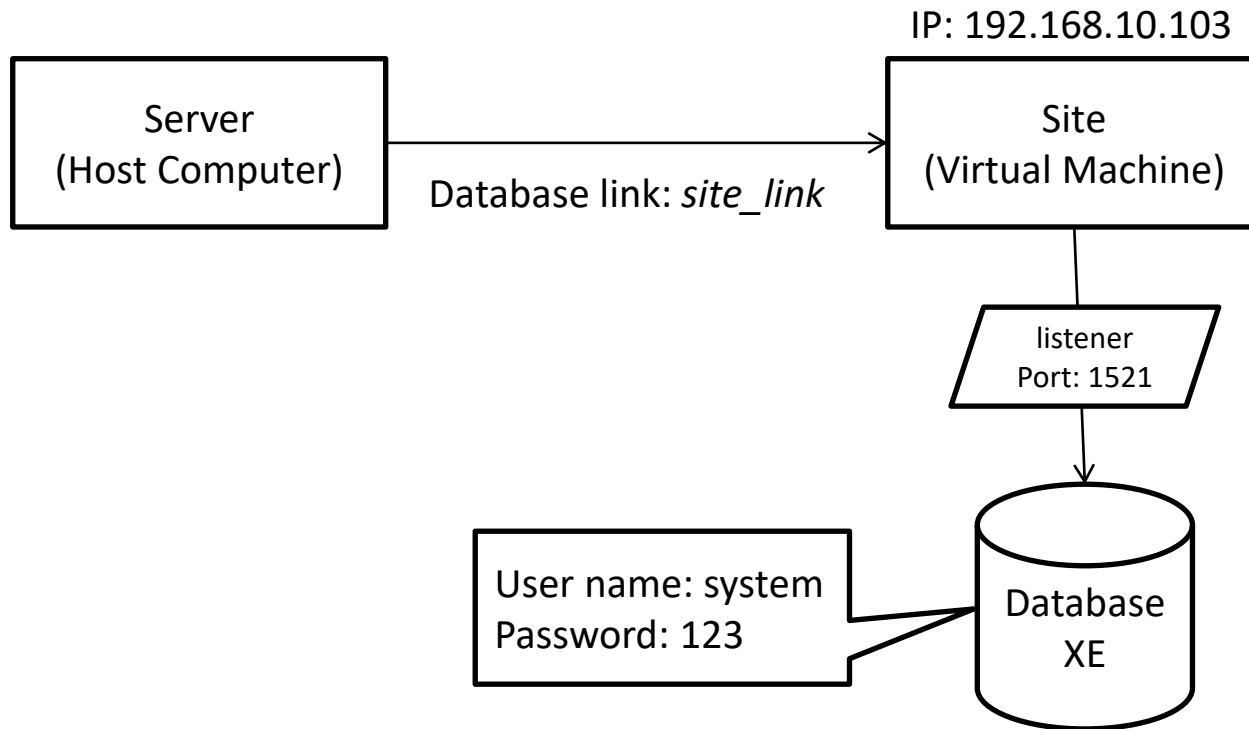 IP: 192.168.10.103
Server
(Host Computer)
Site
(Virtual Machine)
Database link: site_link
listener
Port: 1521
User name: system
Password: 123
Database
XE